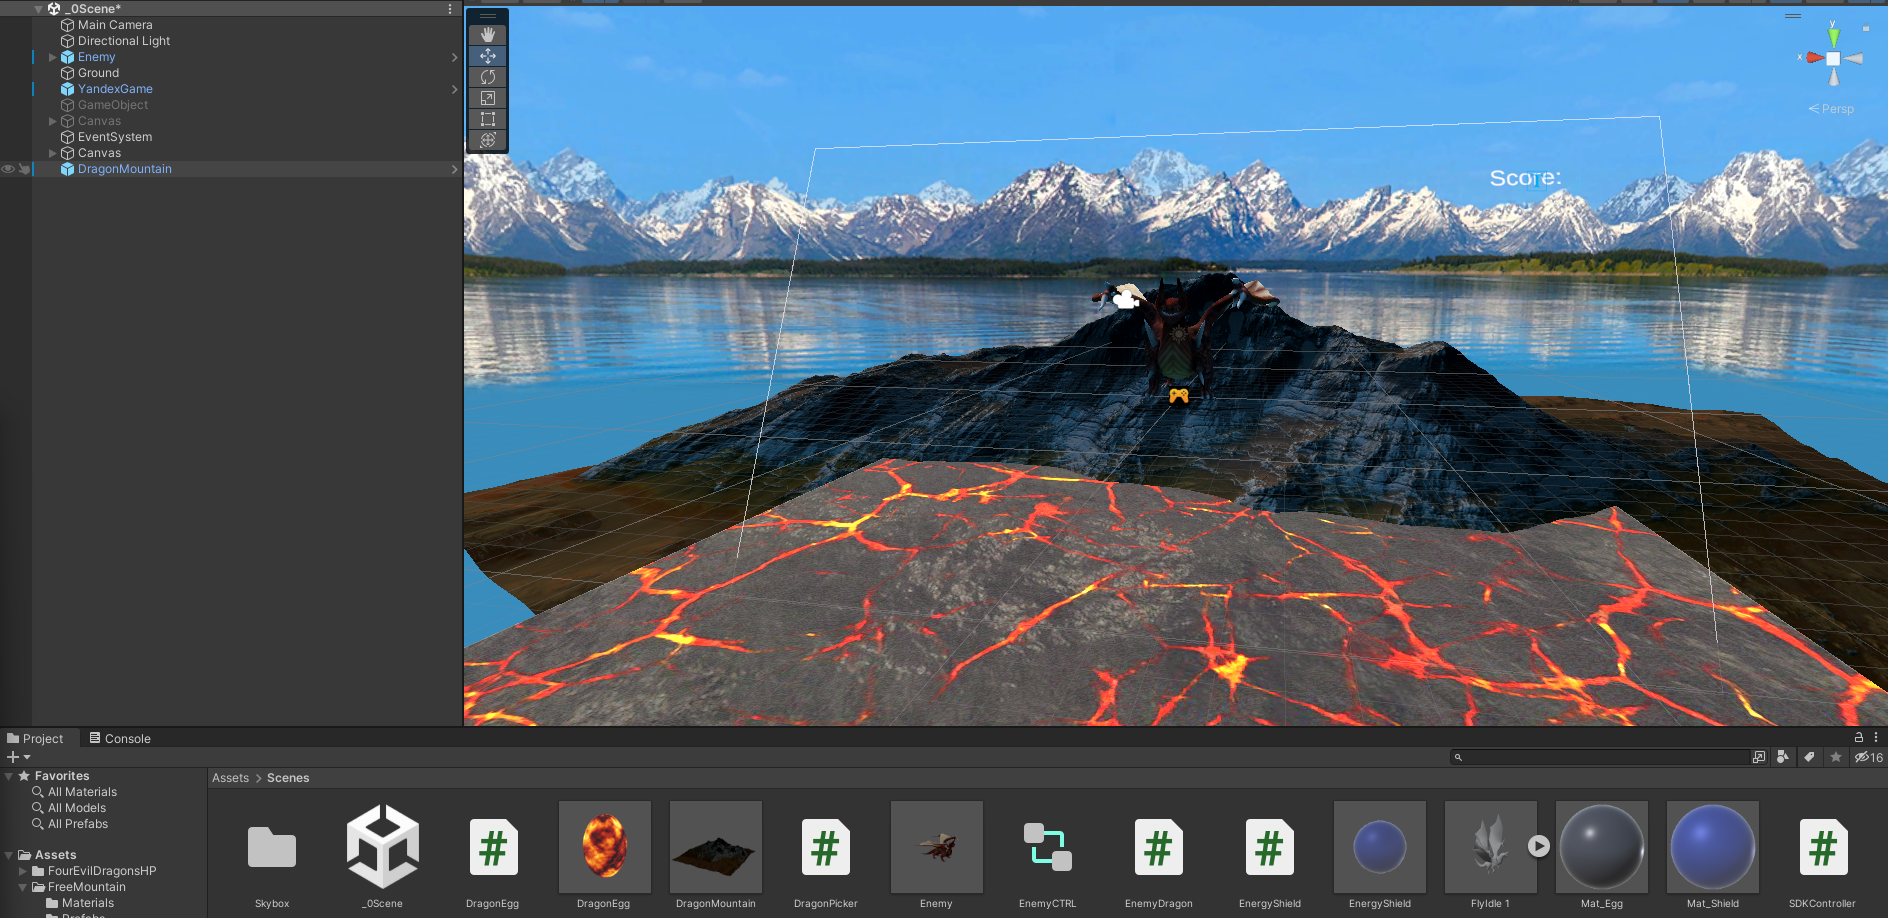 _0Scene*
Main Camera
Directional Light
Enemy
Ground
YandexGame
GameObject
Canvas
EventSystem
Canvas
DragonMountain
y
x
Persp
Score:
Project
Console
16
Favorites
All Materials
All Models
All Prefabs
Assets
FourEvilDragonsHP
FreeMountain
Materials
Prefabs
Assets > Scenes
Skybox
_0Scene
DragonEgg
DragonEgg
DragonMountain
DragonPicker
Enemy
EnemyCTRL
EnemyDragon
EnergyShield
EnergyShield
FlyIdle 1
Mat_Egg
Mat_Shield
SDKController